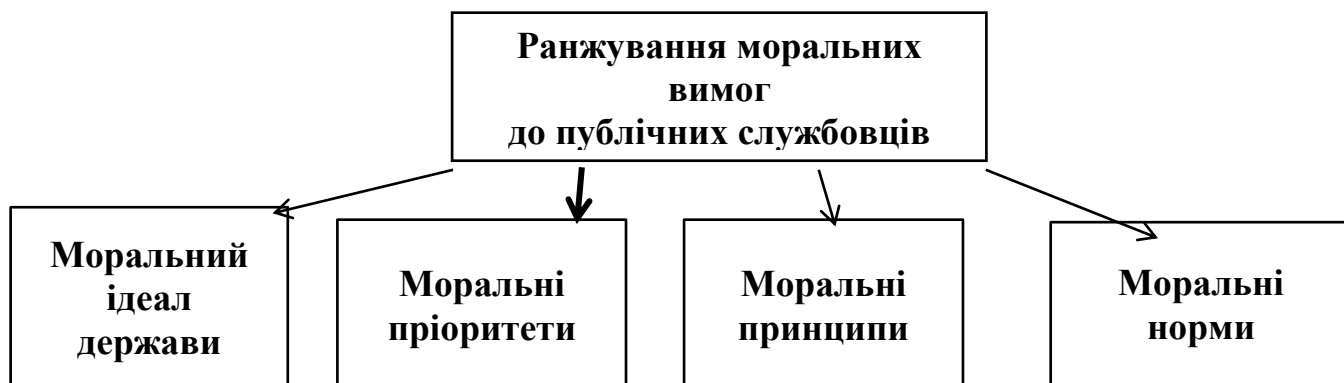 Ранжування моральних
вимог
до публічних службовців
Моральний
ідеал
держави
Моральні
пріоритети
Моральні
принципи
Моральні
норми